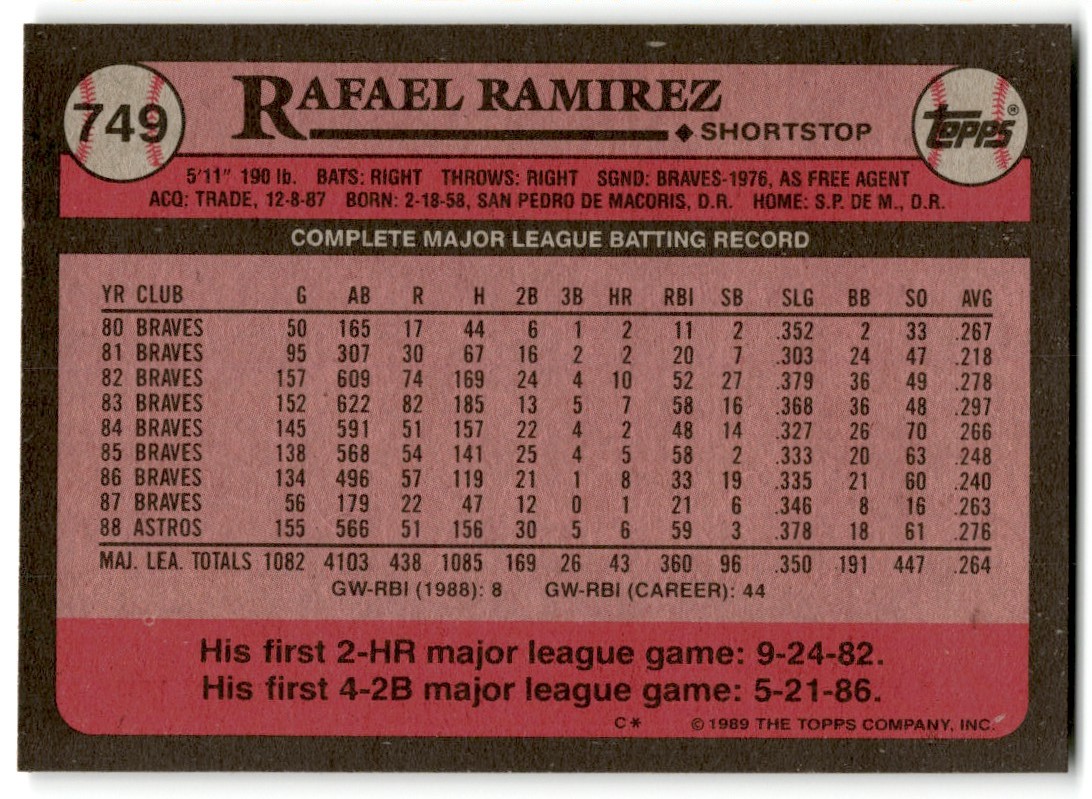 749
RAFAEL RAMIREZ
SHORTSTOP
TOPPS®
5'11" 190 lb. BATS: RIGHT THROWS: RIGHT SGND: BRAVES-1976, AS FREE AGENT
ACQ: TRADE, 12-8-87 BORN: 2-18-58, SAN PEDRO DE MACORIS, D.R. HOME: S.P. DE M., D.R.
COMPLETE MAJOR LEAGUE BATTING RECORD
YR CLUB G AB R H 2B 3B HR RBI SB SLG BB SO AVG
80 BRAVES 50 165 17 44 6 1 2 11 2 .352 2 33 .267
81 BRAVES 95 307 30 67 16 2 2 20 7 .303 24 47 .218
82 BRAVES 157 609 74 169 24 4 10 52 27 .379 36 49 .278
83 BRAVES 152 622 82 185 13 5 7 58 16 .368 36 48 .297
84 BRAVES 145 591 51 157 22 4 2 48 14 .327 26 70 .266
85 BRAVES 138 568 54 141 25 4 5 58 2 .333 20 63 .248
86 BRAVES 134 496 57 119 21 1 8 33 19 .335 21 60 .240
87 BRAVES 56 179 22 47 12 0 1 21 6 .346 8 16 .263
88 ASTROS 155 566 51 156 30 5 6 59 3 .378 18 61 .276
MAJ. LEA. TOTALS 1082 4103 438 1085 169 26 43 360 96 .350 191 447 .264
GW-RBI (1988): 8 GW-RBI (CAREER): 44
His first 2-HR major league game: 9-24-82.
His first 4-2B major league game: 5-21-86.
C* © 1989 THE TOPPS COMPANY, INC.